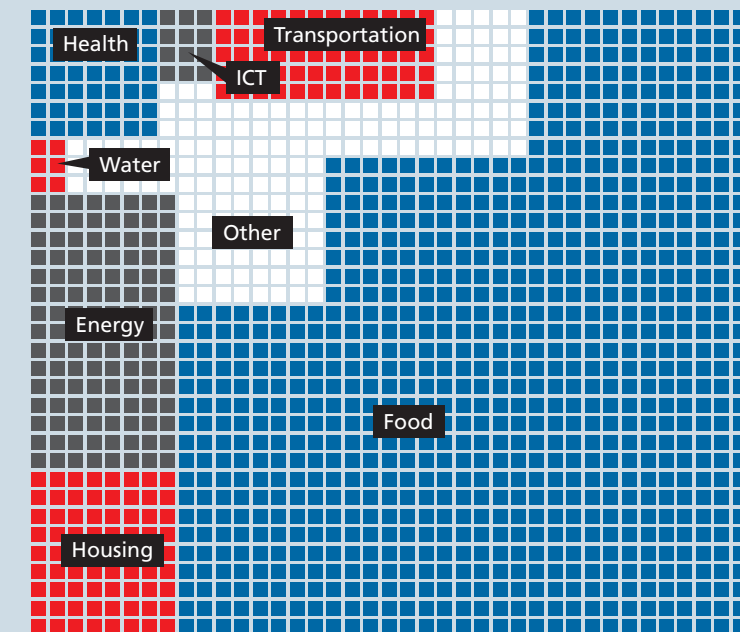 Health
Transportation
ICT
Water
Other
Energy
Food
Housing